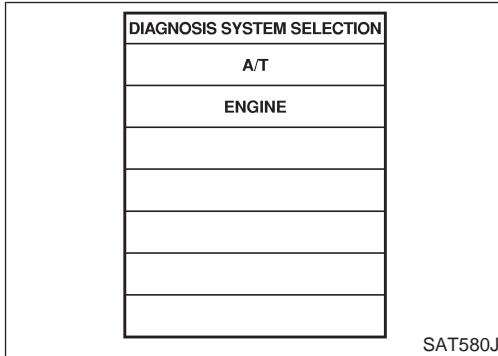 DIAGNOSIS SYSTEM SELECTION
A/T
ENGINE
SAT580J